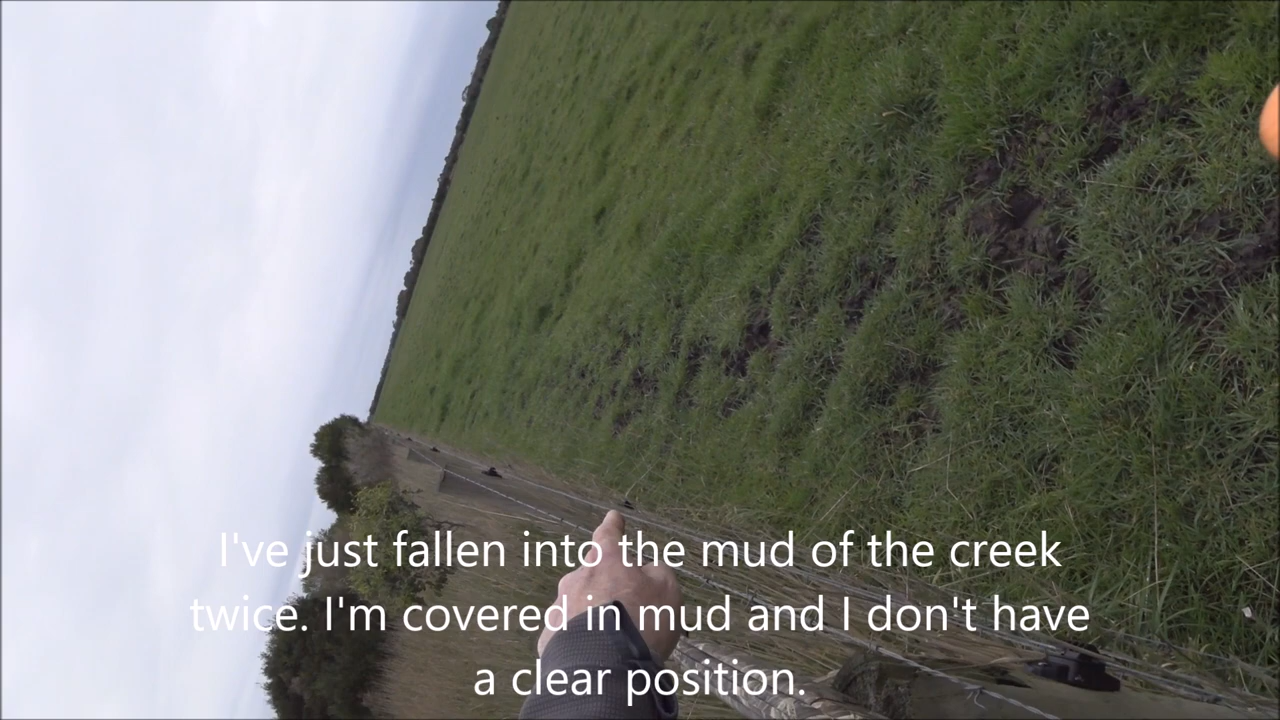 I've just fallen into the mud of the creek
twice. I'm covered in mud and I don't have
a clear position.